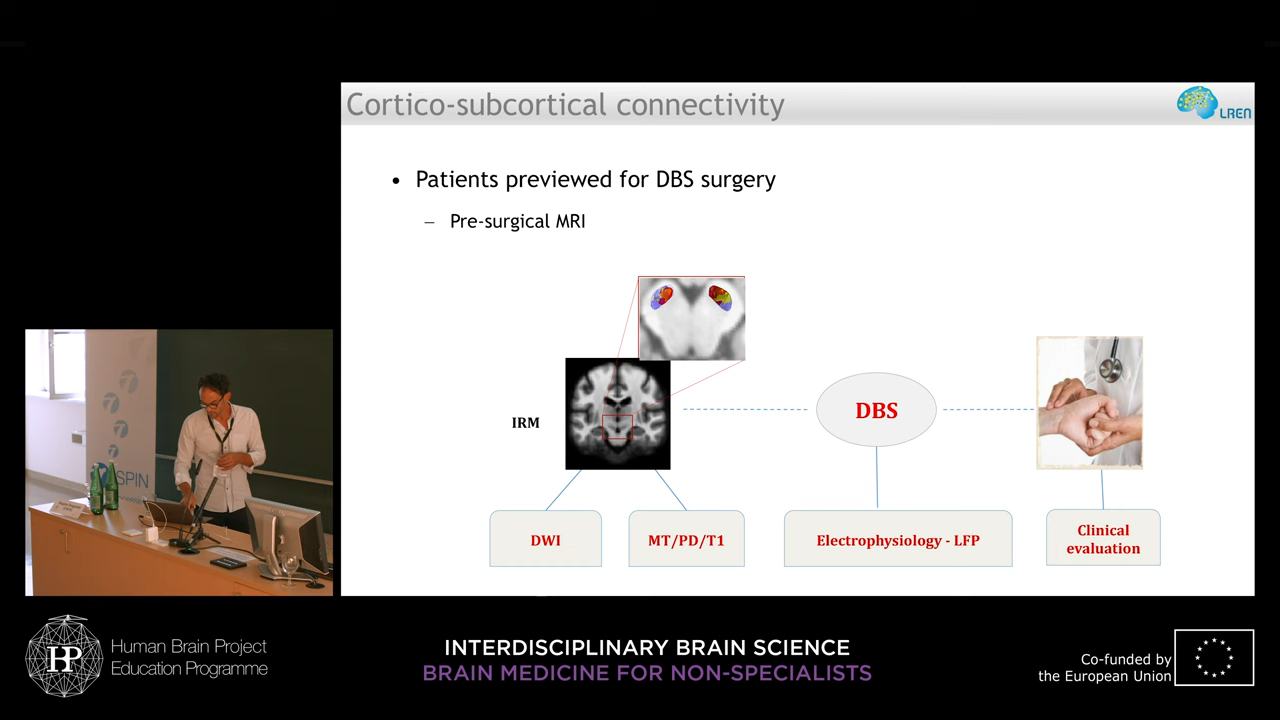 Cortico-subcortical connectivity
LREN
• Patients previewed for DBS surgery
– Pre-surgical MRI
IRM
DBS
DWI
MT/PD/T1
Electrophysiology - LFP
Clinical
evaluation
SPIN
HBP
Human Brain Project
Education Programme
INTERDISCIPLINARY BRAIN SCIENCE
BRAIN MEDICINE FOR NON-SPECIALISTS
Co-funded by
the European Union